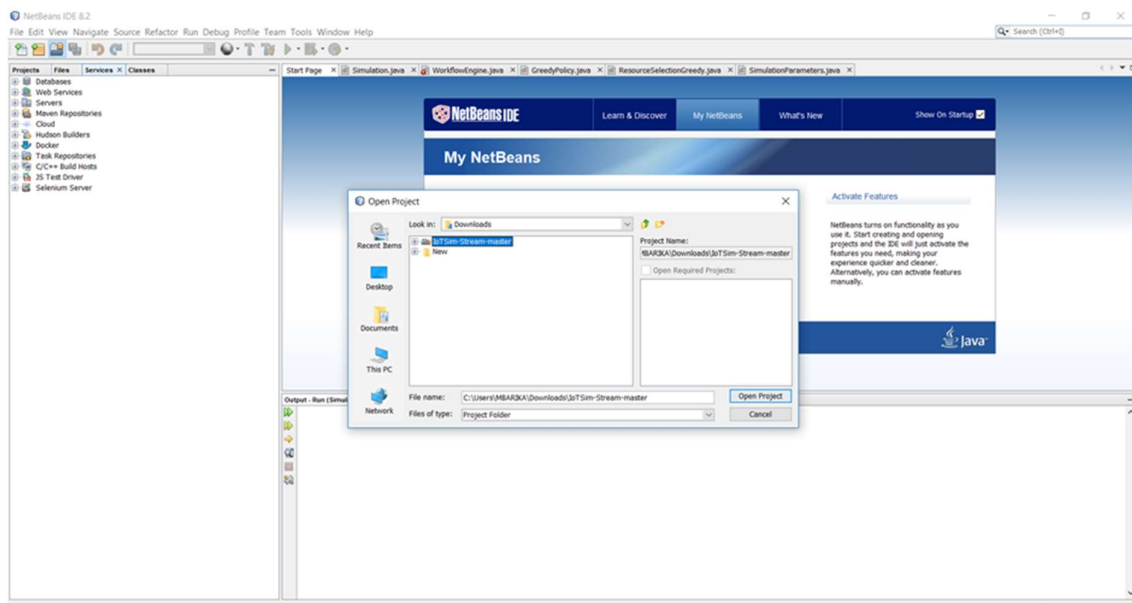 NetBeans IDE 8.2
File Edit View Navigate Source Refactor Run Debug Profile Team Tools Window Help
Search (Ctrl+I)
Projects Files Services Classes
Start Page Simulation.java WorkflowEngine.java GreedyPolicy.java ResourceSelectionGreedy.java SimulationParameters.java
Databases
Web Services
Servers
Maven Repositories
Cloud
Hudson Builders
Docker
Task Repositories
C/C++ Build Hosts
JS Test Driver
Selenium Server
NetBeans IDE
Learn & Discover
My NetBeans
What's New
Show On Startup
My NetBeans
Activate Features
NetBeans turns on functionality as you
use it. Start creating and opening
projects and the IDE will just activate the
features you need, making your
experience quicker and cleaner.
Alternatively, you can activate features
manually.
Java
Open Project
Look in: Downloads
Recent Items
Desktop
Documents
This PC
Network
IoTSim-Stream-master
New
Project Name:
MBARIKA\Downloads\IoTSim-Stream-master
Open Required Projects:
File name: C:\Users\MBARIKA\Downloads\IoTSim-Stream-master
Open Project
Files of type: Project Folder
Cancel
Output - Run (Simul